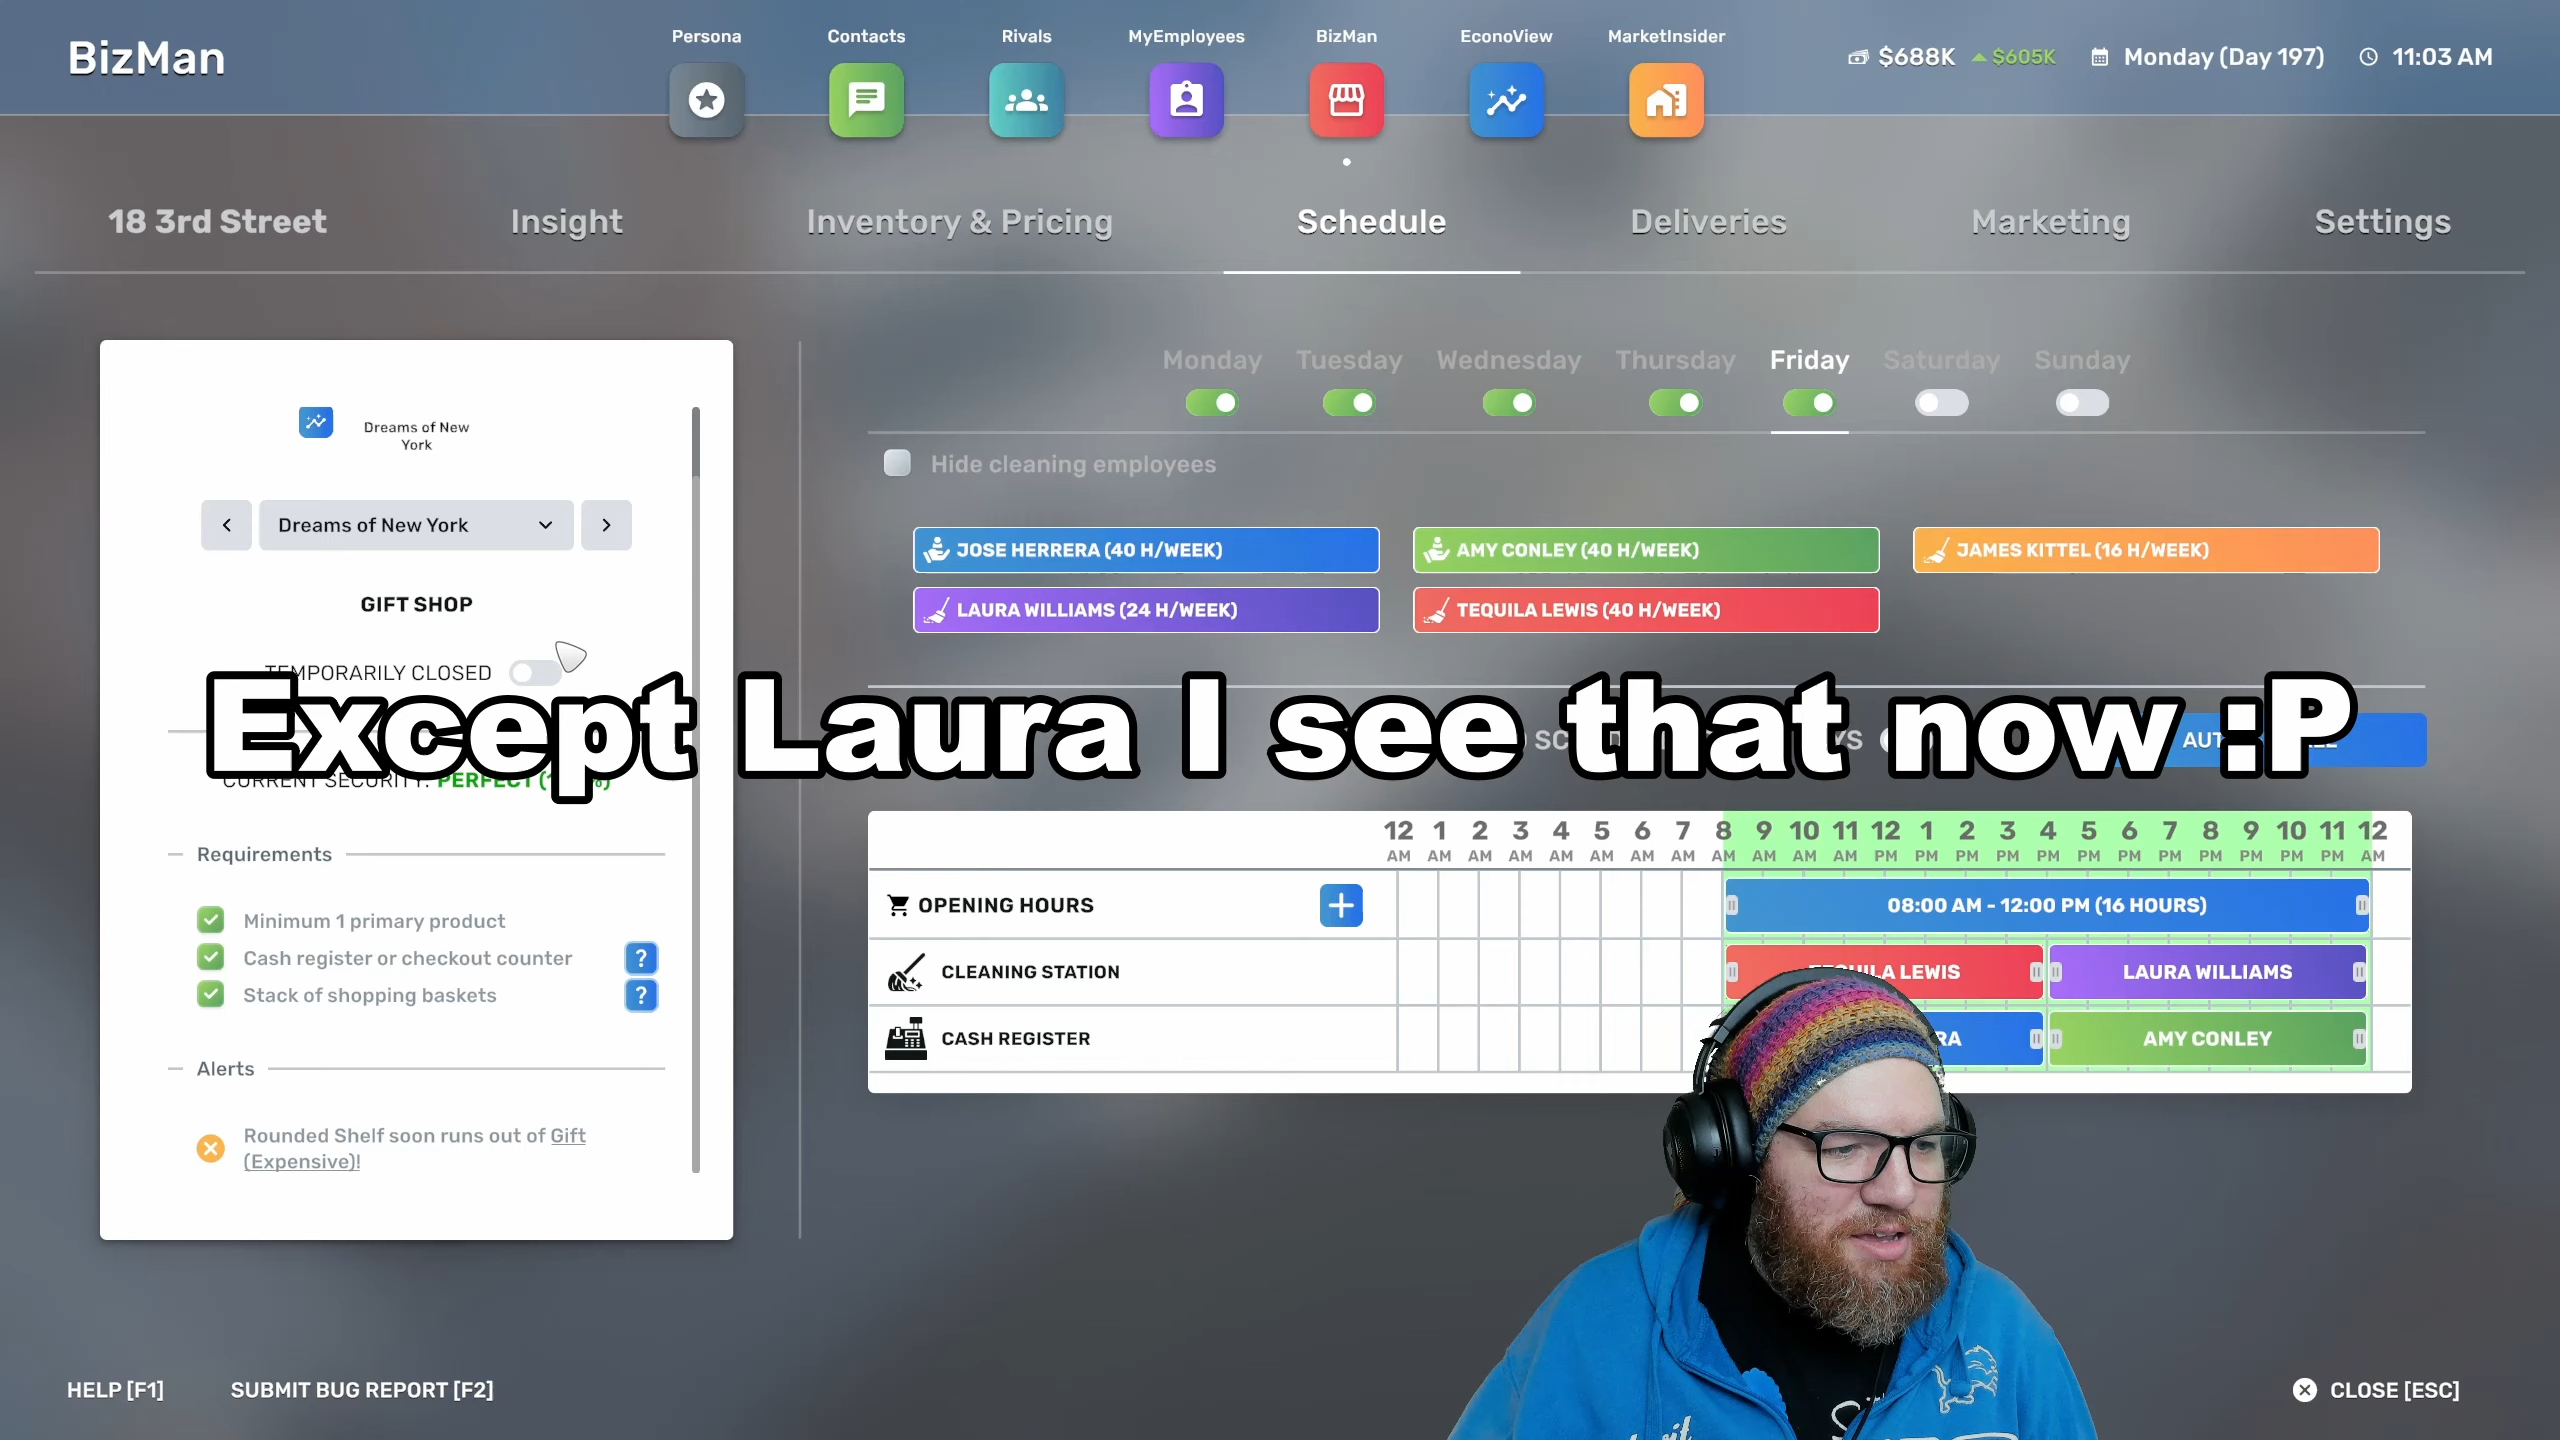 BizMan
Persona
Contacts
Rivals
MyEmployees
BizMan
EconoView
MarketInsider
$688K
$605K
Monday (Day 197)
11:03 AM
18 3rd Street
Insight
Inventory & Pricing
Schedule
Deliveries
Marketing
Settings
Dreams of New
York
Dreams of New York
GIFT SHOP
TEMPORARILY CLOSED
CURRENT SECURITY: PERFECT
Requirements
Minimum 1 primary product
Cash register or checkout counter
?
Stack of shopping baskets
?
Alerts
Rounded Shelf soon runs out of Gift
(Expensive)!
Monday
Tuesday
Wednesday
Thursday
Friday
Saturday
Sunday
Hide cleaning employees
JOSE HERRERA (40 H/WEEK)
AMY CONLEY (40 H/WEEK)
JAMES KITTEL (16 H/WEEK)
LAURA WILLIAMS (24 H/WEEK)
TEQUILA LEWIS (40 H/WEEK)
Except Laura I see that now :P
12 1 2 3 4 5 6 7 8 9 10 11 12 1 2 3 4 5 6 7 8 9 10 11 12
AM AM AM AM AM AM AM AM AM AM AM AM PM PM PM PM PM PM PM PM PM PM PM PM AM
OPENING HOURS
08:00 AM - 12:00 PM (16 HOURS)
CLEANING STATION
LEWIS
LAURA WILLIAMS
CASH REGISTER
RA
AMY CONLEY
HELP [F1]
SUBMIT BUG REPORT [F2]
CLOSE [ESC]